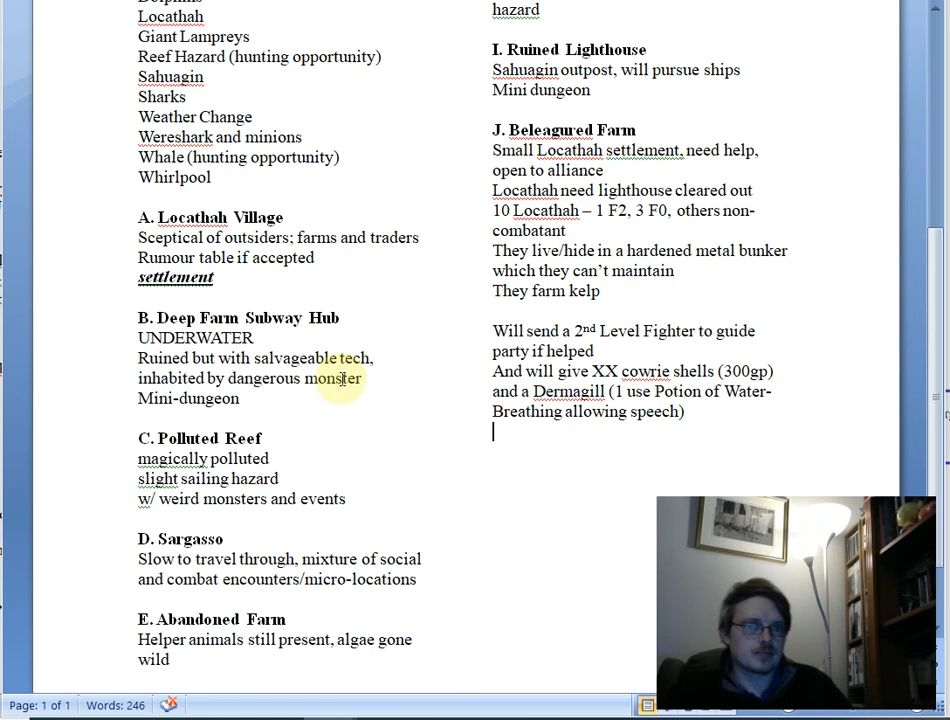 Locathah
Giant Lampreys
Reef Hazard (hunting opportunity)
Sahuagin
Sharks
Weather Change
Wereshark and minions
Whale (hunting opportunity)
Whirlpool
A. Locathah Village
Sceptical of outsiders; farms and traders
Rumour table if accepted
settlement
B. Deep Farm Subway Hub
UNDERWATER
Ruined but with salvageable tech,
inhabited by dangerous monster
Mini-dungeon
C. Polluted Reef
magically polluted
slight sailing hazard
w/ weird monsters and events
D. Sargasso
Slow to travel through, mixture of social
and combat encounters/micro-locations
E. Abandoned Farm
Helper animals still present, algae gone
wild
hazard
I. Ruined Lighthouse
Sahuagin outpost, will pursue ships
Mini dungeon
J. Beleagured Farm
Small Locathah settlement, need help,
open to alliance
Locathah need lighthouse cleared out
10 Locathah – 1 F2, 3 F0, others non-
combatant
They live/hide in a hardened metal bunker
which they can’t maintain
They farm kelp
Will send a 2nd Level Fighter to guide
party if helped
And will give XX cowrie shells (300gp)
and a Dermagill (1 use Potion of Water-
Breathing allowing speech)
Page: 1 of 1 Words: 246